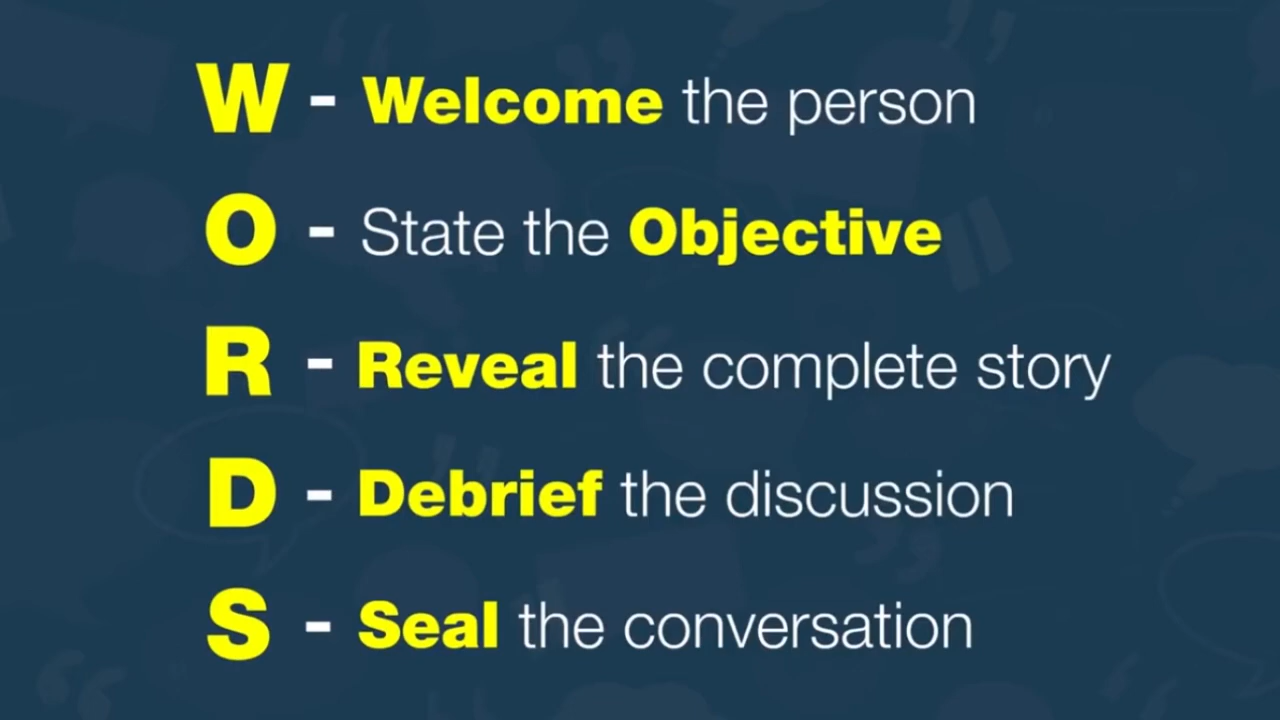 W - Welcome the person
O - State the Objective
R - Reveal the complete story
D - Debrief the discussion
S - Seal the conversation